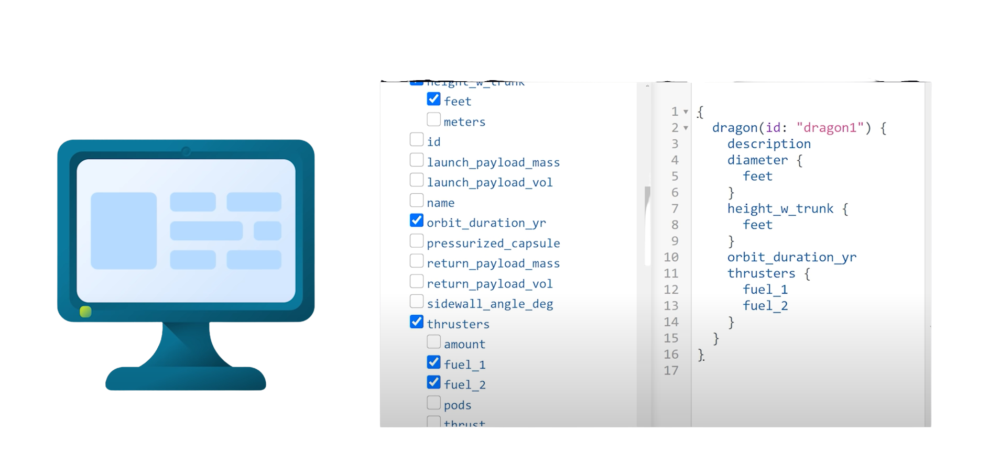 height_w_trunk
feet
meters
id
launch_payload_mass
launch_payload_vol
name
orbit_duration_yr
pressurized_capsule
return_payload_mass
return_payload_vol
sidewall_angle_deg
thrusters
amount
fuel_1
fuel_2
pods
thrust
1 {
2 dragon(id: "dragon1") {
3 description
4 diameter {
5 feet
6 }
7 height_w_trunk {
8 feet
9 }
10 orbit_duration_yr
11 thrusters {
12 fuel_1
13 fuel_2
14 }
15 }
16 }
17